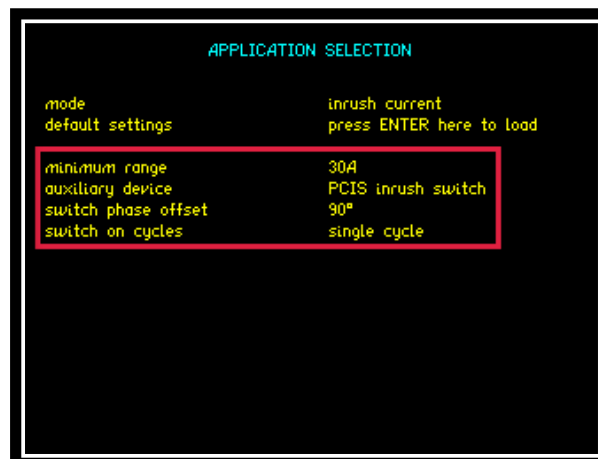 APPLICATION SELECTION
mode inrush current
default settings press ENTER here to load
minimum range 30A
auxiliary device PCIS inrush switch
switch phase offset 90°
switch on cycles single cycle